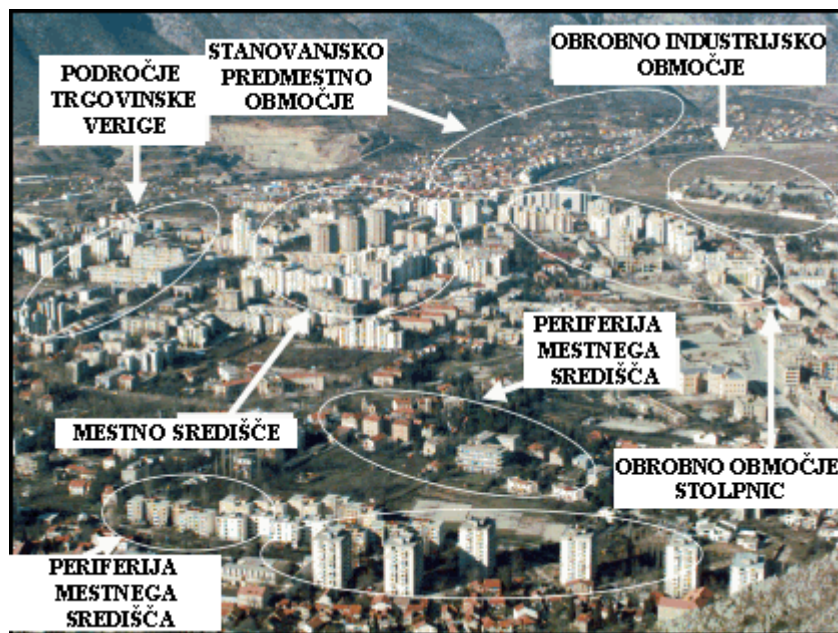 STANOVANJSKO
PREDMESTNO
OBMOČJE
OBROBNO INDUSTRIJSKO
OBMOČJE
PODROČJE
TRGOVINSKE
VERIGE
PERIFERIJA
MESTNEGA
SREDIŠČA
MESTNO SREDIŠČE
OBROBNO OBMOČJE
STOLPNIC
PERIFERIJA
MESTNEGA
SREDIŠČA